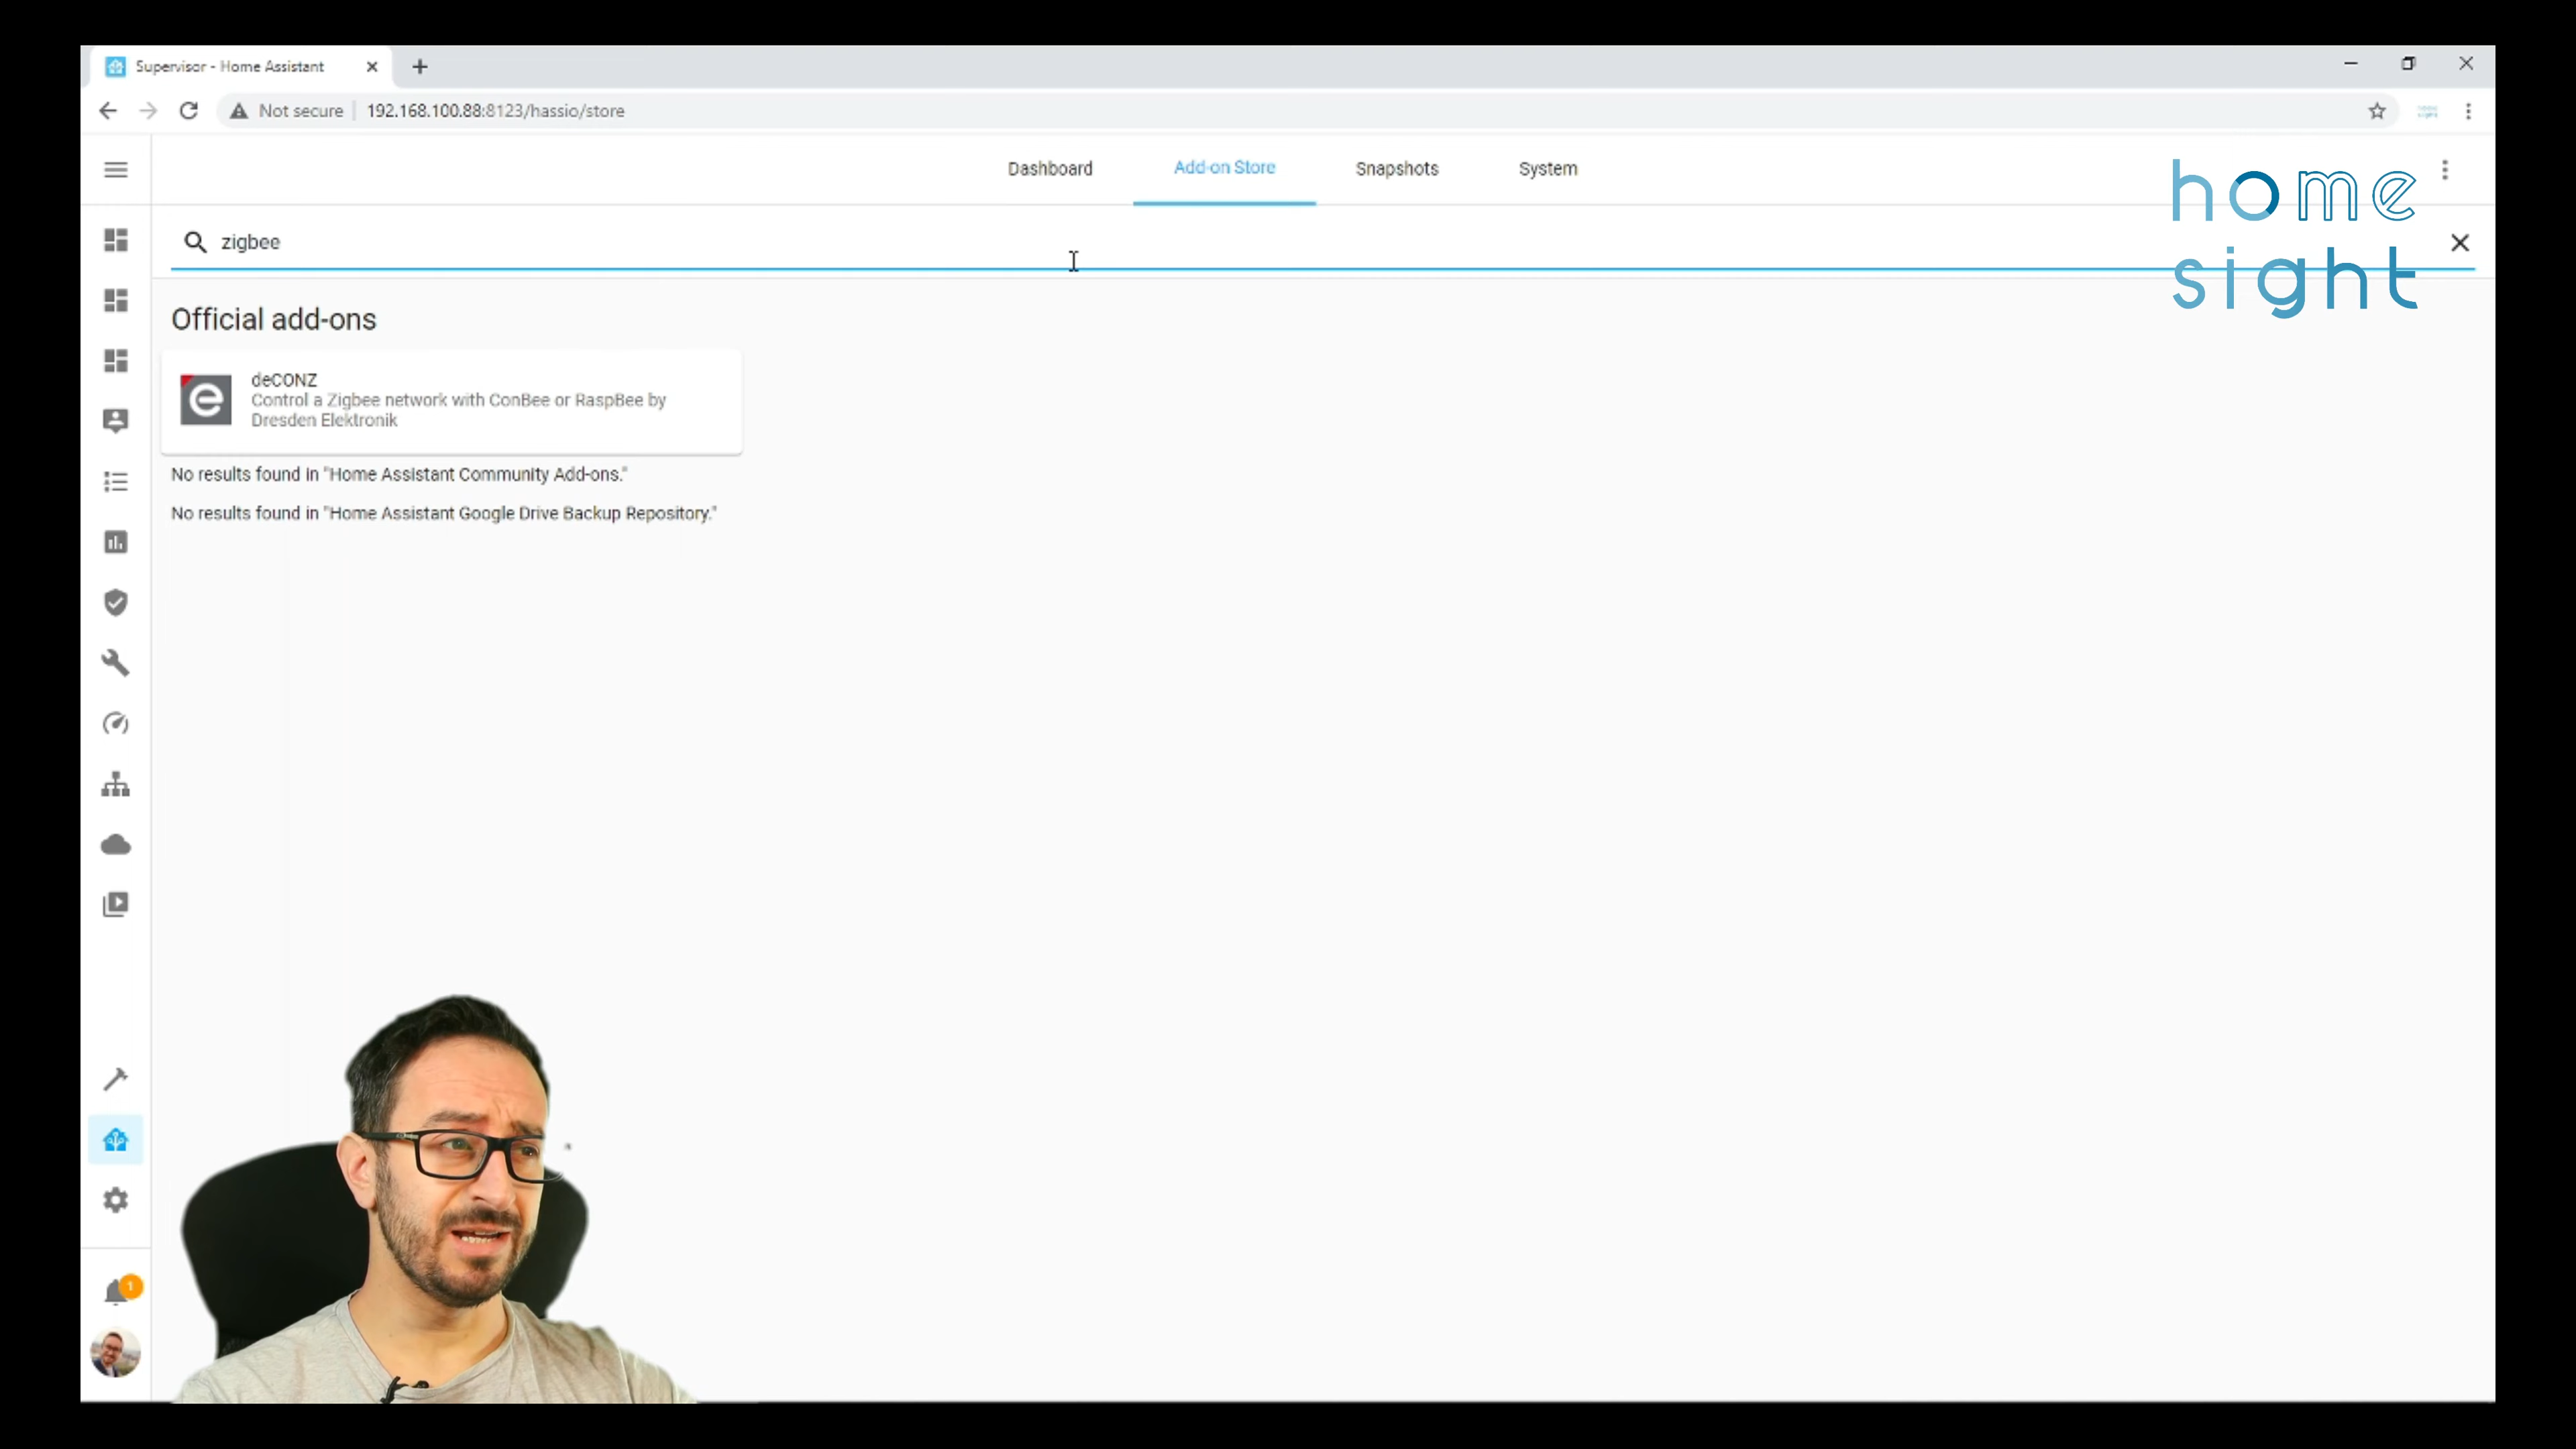 Supervisor - Home Assistant
Not secure
192.168.100.88:8123/hassio/store
Dashboard
Add-on Store
Snapshots
System
home
sight
zigbee
Official add-ons
deCONZ
Control a Zigbee network with ConBee or RaspBee by
Dresden Elektronik
No results found in "Home Assistant Community Add-ons."
No results found in "Home Assistant Google Drive Backup Repository."
1